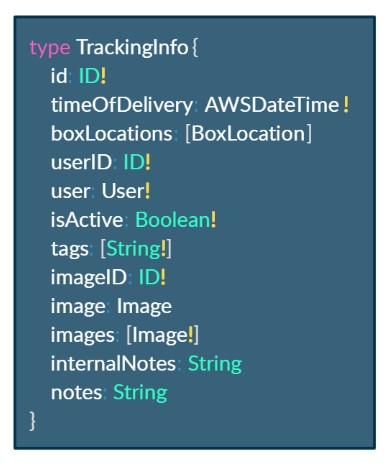 type TrackingInfo{
id: ID!
timeOfDelivery: AWSDateTime!
boxLocations: [BoxLocation]
userID: ID!
user: User!
isActive: Boolean!
tags: [String!]
imageID: ID!
image: Image
images: [Image!]
internalNotes: String
notes: String
}